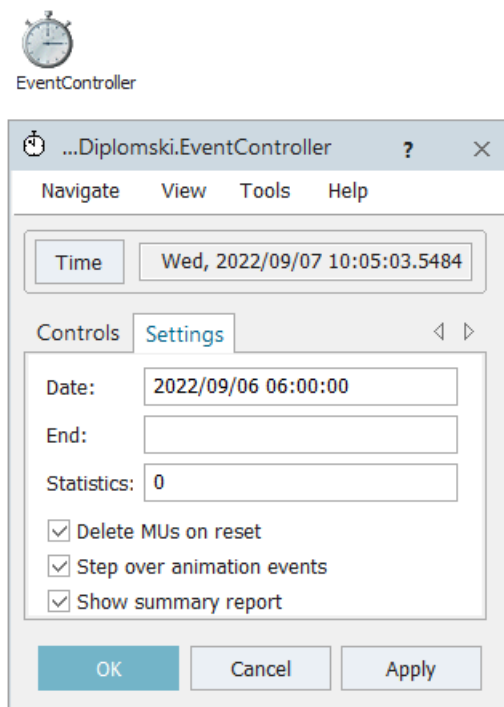 EventController
...Diplomski.EventController ? ×
Navigate View Tools Help
Time Wed, 2022/09/07 10:05:03.5484
Controls Settings
Date: 2022/09/06 06:00:00
End:
Statistics: 0
Delete MUs on reset
Step over animation events
Show summary report
OK Cancel Apply